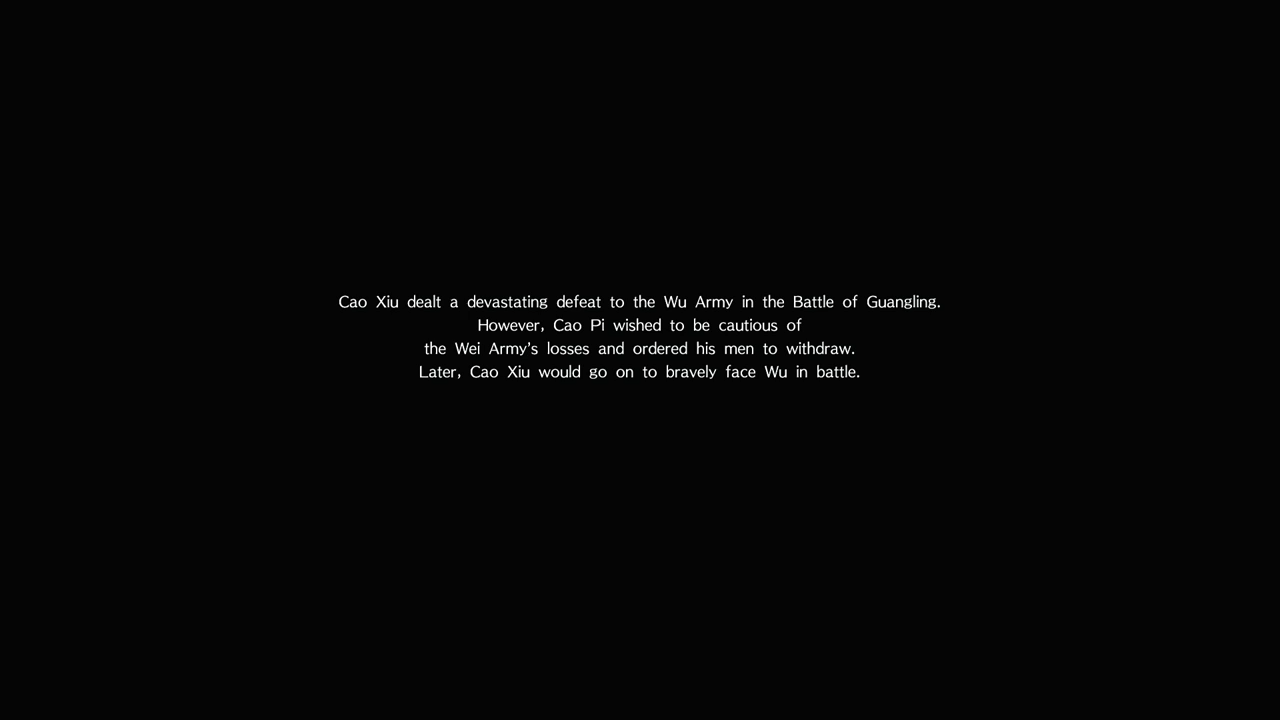 Cao Xiu dealt a devastating defeat to the Wu Army in the Battle of Guangling.
However, Cao Pi wished to be cautious of
the Wei Army's losses and ordered his men to withdraw.
Later, Cao Xiu would go on to bravely face Wu in battle.